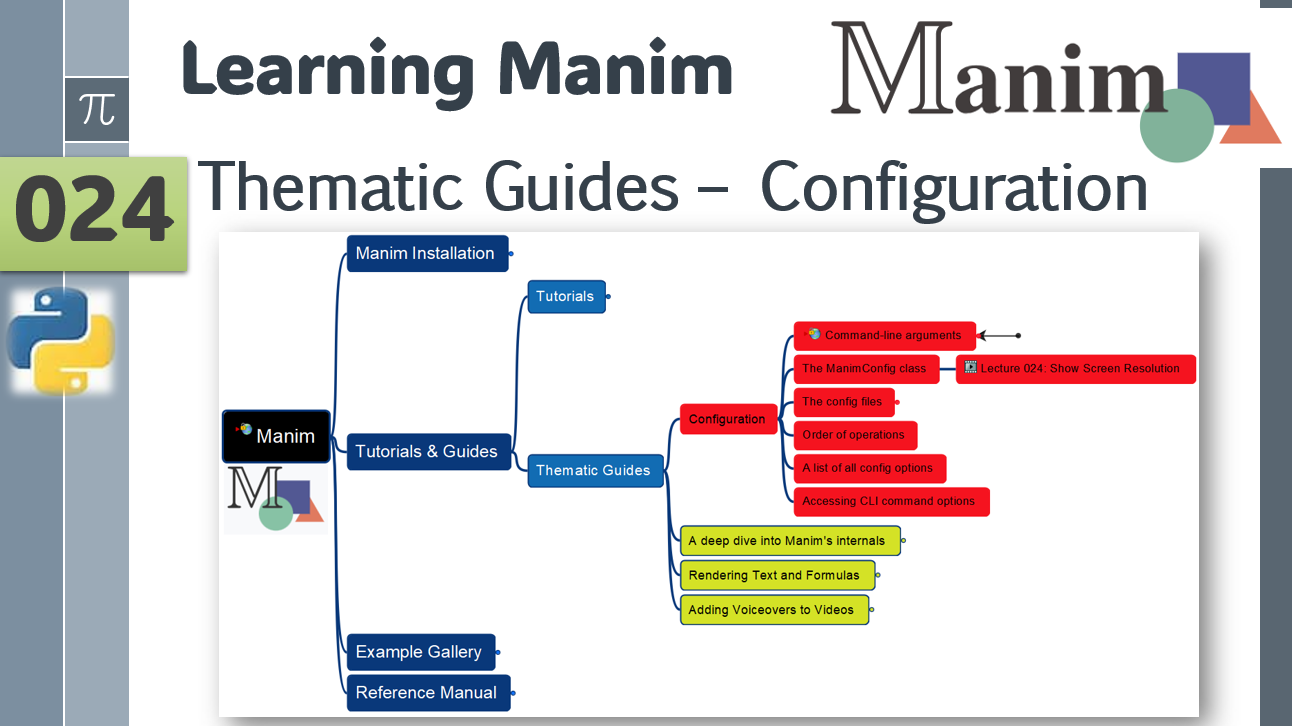 Learning Manim
Manim
π
024
Thematic Guides – Configuration
Manim Installation
Tutorials
Command-line arguments
The ManimConfig class
Lecture 024: Show Screen Resolution
The config files
Configuration
Order of operations
A list of all config options
Accessing CLI command options
Manim
Tutorials & Guides
Thematic Guides
M
A deep dive into Manim's internals
Rendering Text and Formulas
Adding Voiceovers to Videos
Example Gallery
Reference Manual